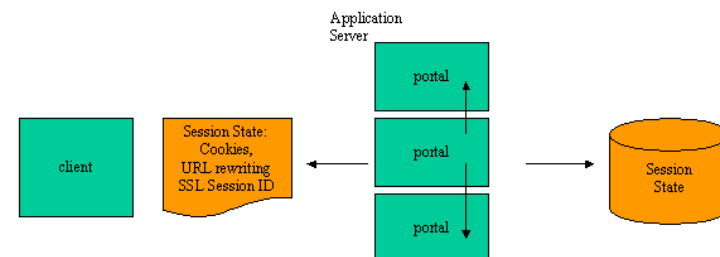 Application
Server
portal
client
Session State:
Cookies,
URL rewriting
SSL Session ID
portal
Session
State
portal